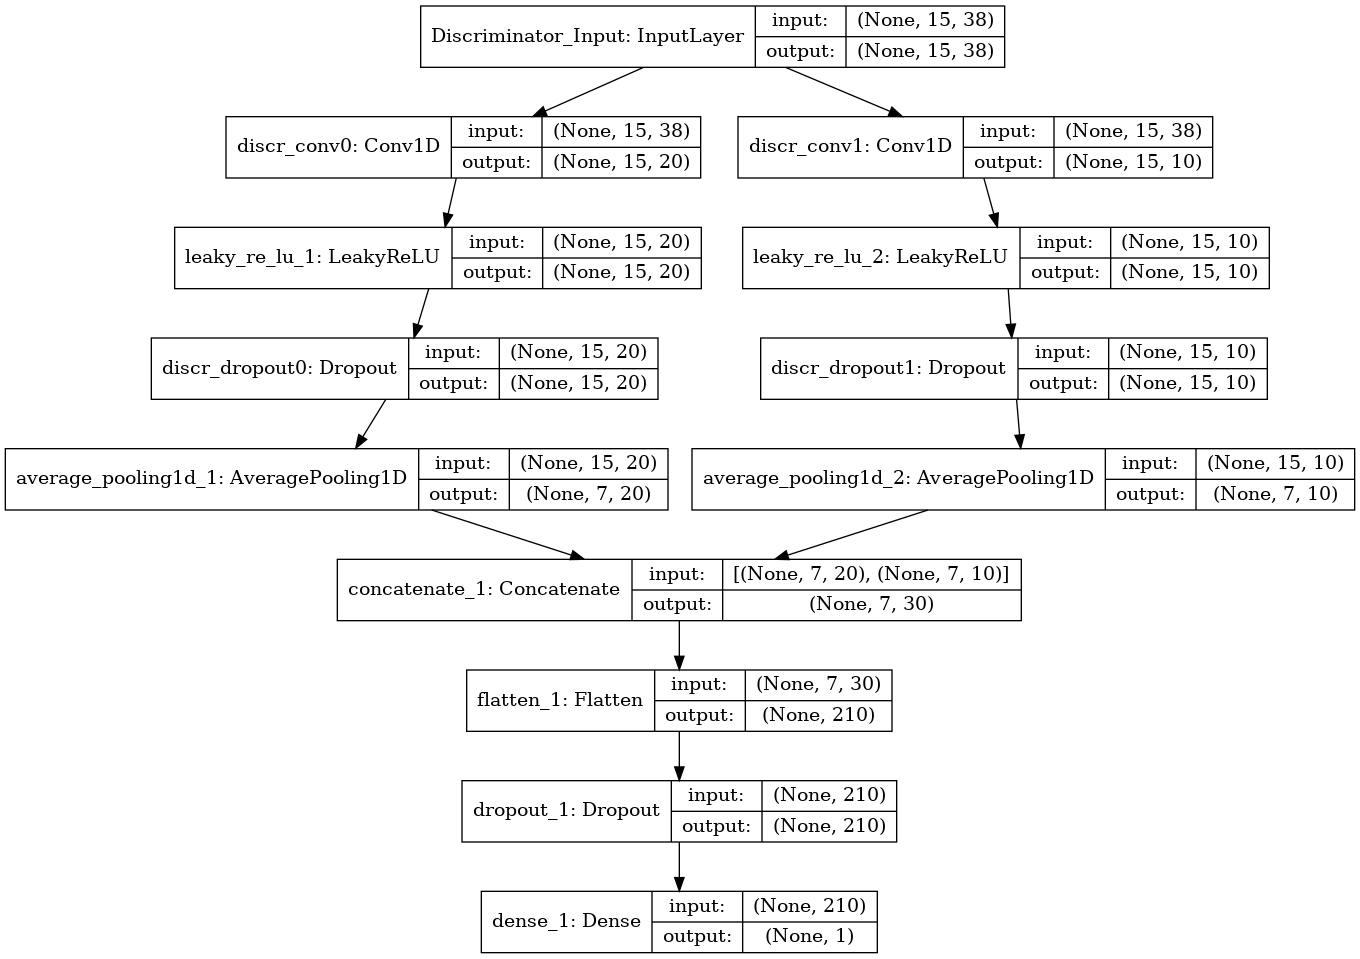 Discriminator_Input: InputLayer
input: (None, 15, 38)
output: (None, 15, 38)
discr_conv0: Conv1D
input: (None, 15, 38)
output: (None, 15, 20)
discr_conv1: Conv1D
input: (None, 15, 38)
output: (None, 15, 10)
leaky_re_lu_1: LeakyReLU
input: (None, 15, 20)
output: (None, 15, 20)
leaky_re_lu_2: LeakyReLU
input: (None, 15, 10)
output: (None, 15, 10)
discr_dropout0: Dropout
input: (None, 15, 20)
output: (None, 15, 20)
discr_dropout1: Dropout
input: (None, 15, 10)
output: (None, 15, 10)
average_pooling1d_1: AveragePooling1D
input: (None, 15, 20)
output: (None, 7, 20)
average_pooling1d_2: AveragePooling1D
input: (None, 15, 10)
output: (None, 7, 10)
concatenate_1: Concatenate
input: [(None, 7, 20), (None, 7, 10)]
output: (None, 7, 30)
flatten_1: Flatten
input: (None, 7, 30)
output: (None, 210)
dropout_1: Dropout
input: (None, 210)
output: (None, 210)
dense_1: Dense
input: (None, 210)
output: (None, 1)